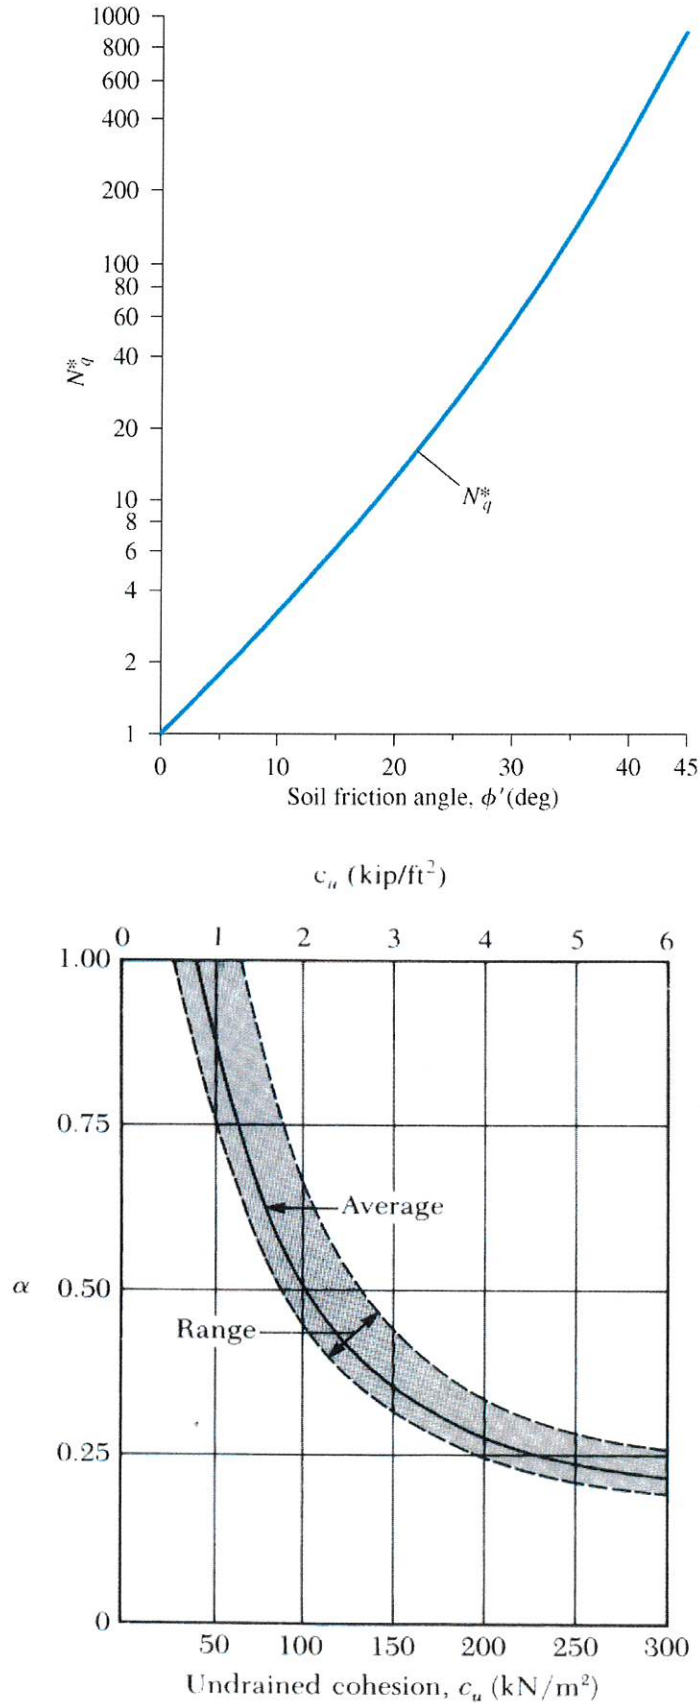 1000
800
600
400
200
100
80
60
40
20
10
8
6
4
2
1
N*q
N*q
0 10 20 30 40 45
Soil friction angle, ϕ′(deg)
cᵤ (kip/ft²)
0 1 2 3 4 5 6
1.00
0.75
Average
α 0.50
Range
0.25
0
50 100 150 200 250 300
Undrained cohesion, cᵤ (kN/m²)